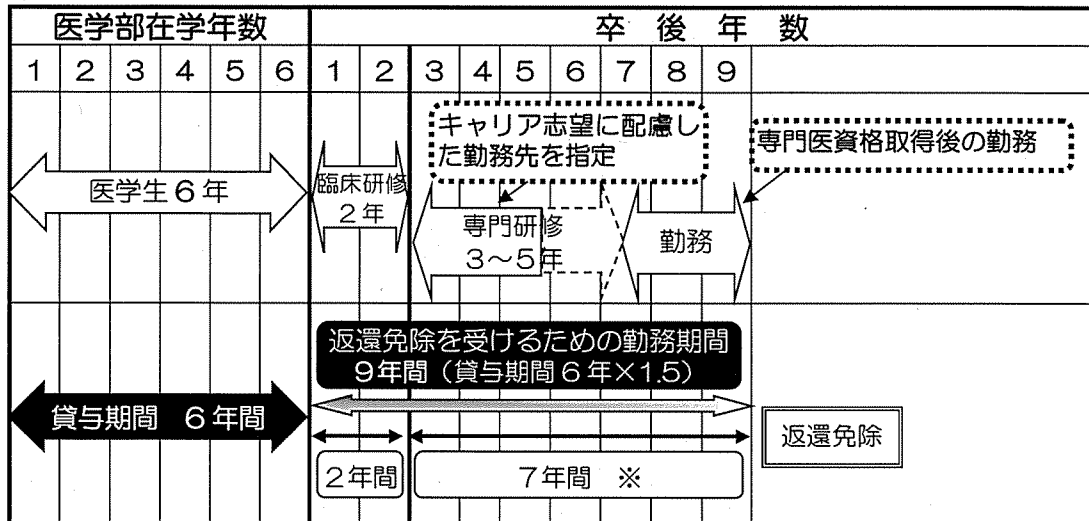 医学部在学年数
卒後年数
1 2 3 4 5 6 1 2 3 4 5 6 7 8 9
キャリア志望に配慮し
た勤務先を指定
専門医資格取得後の勤務
医学生6年
臨床研修
2年
専門研修
3～5年
勤務
返還免除を受けるための勤務期間
9年間（貸与期間6年×1.5）
貸与期間 6年間
返還免除
2年間
7年間 ※